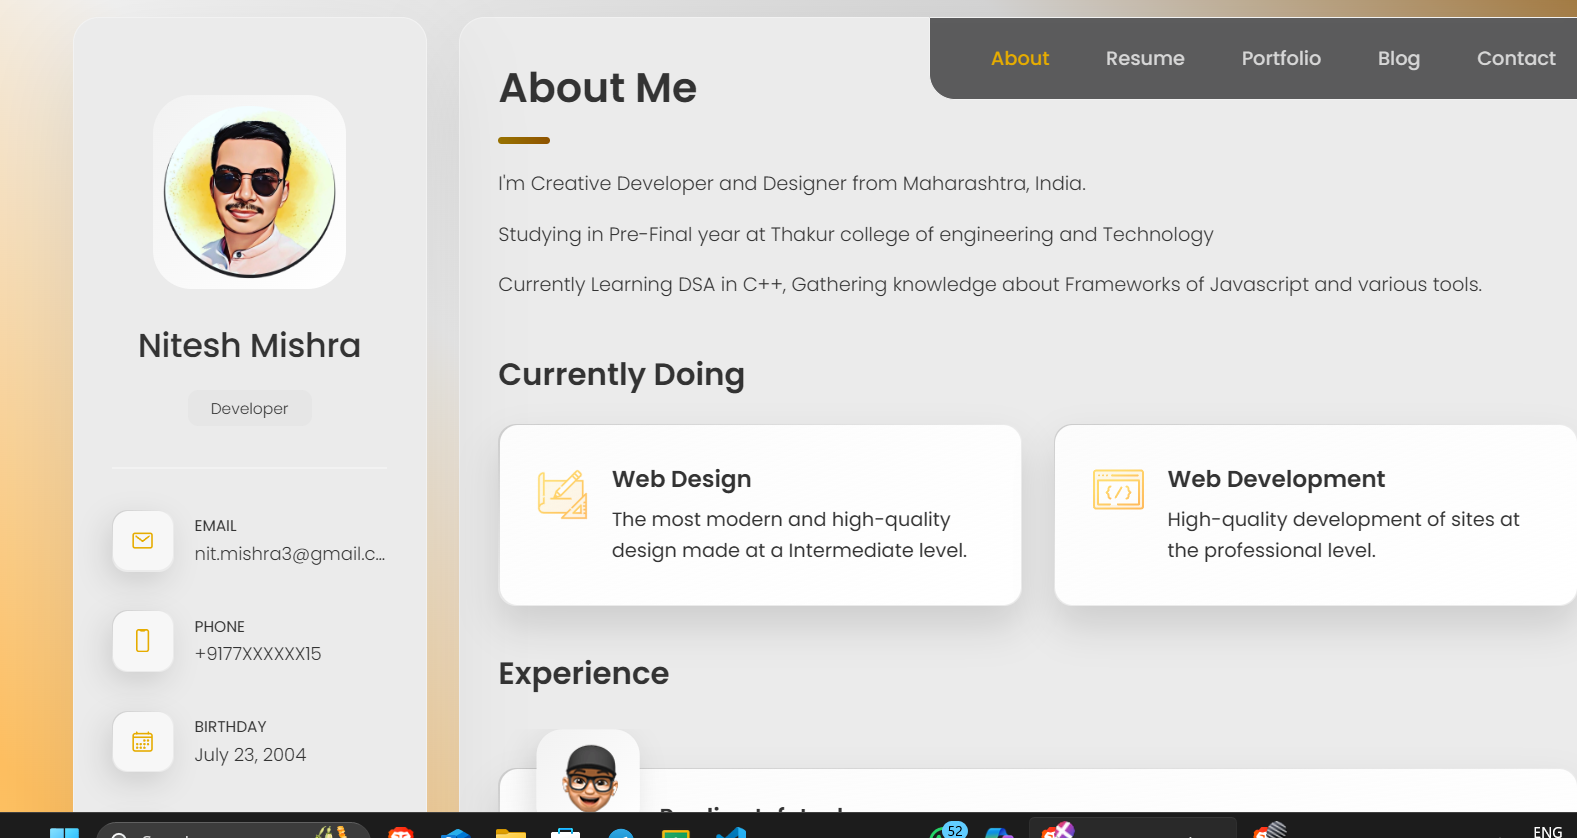 About Resume Portfolio Blog Contact
Nitesh Mishra
Developer
EMAIL
nit.mishra3@gmail.c...
PHONE
+9177XXXXXX15
BIRTHDAY
July 23, 2004
About Me
I'm Creative Developer and Designer from Maharashtra, India.
Studying in Pre-Final year at Thakur college of engineering and Technology
Currently Learning DSA in C++, Gathering knowledge about Frameworks of Javascript and various tools.
Currently Doing
Web Design
The most modern and high-quality
design made at a Intermediate level.
Web Development
High-quality development of sites at
the professional level.
Experience
52
ENG